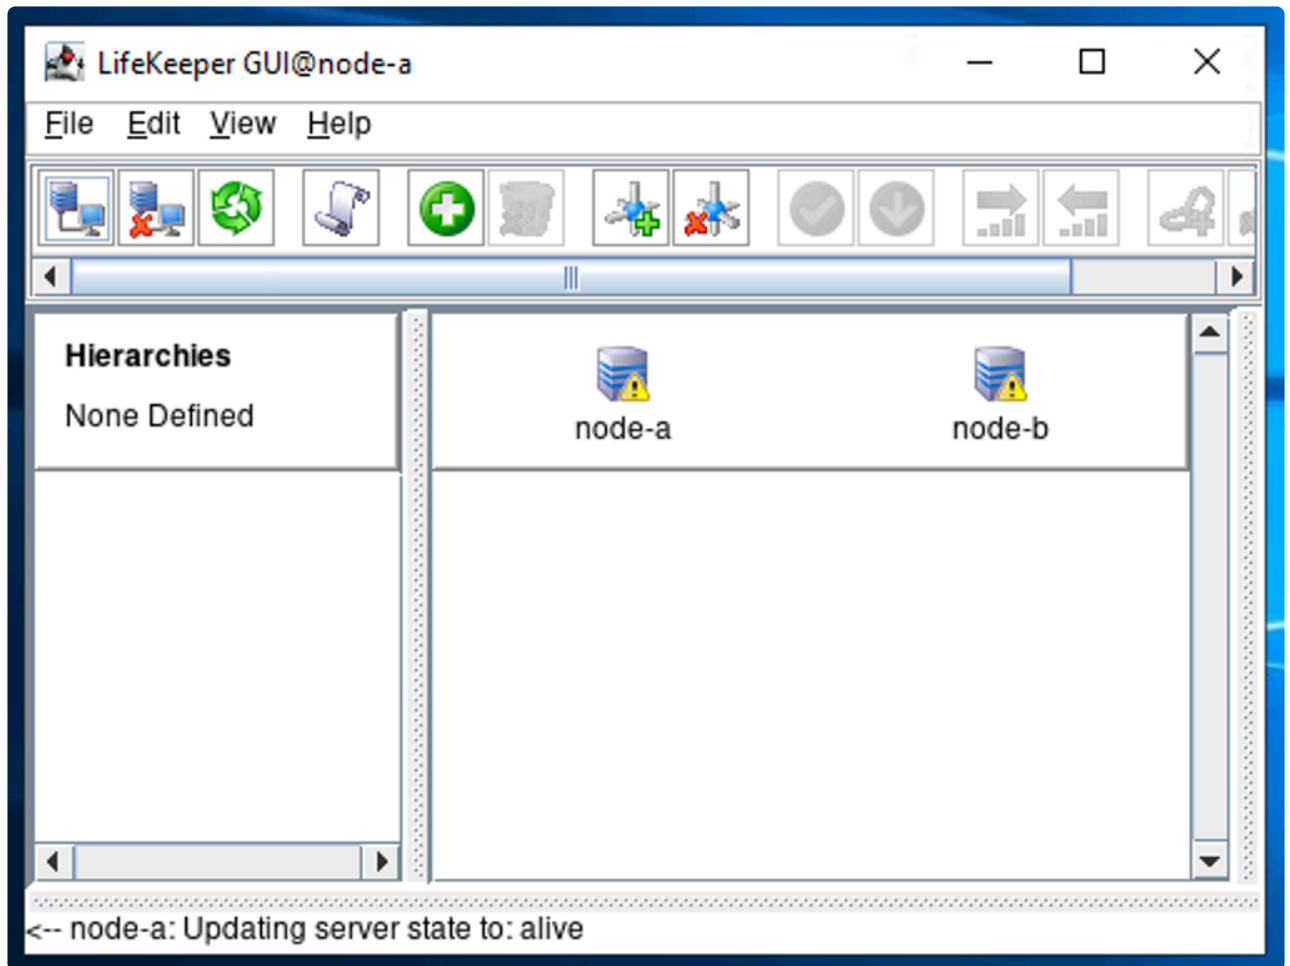 LifeKeeper GUI@node-a
File Edit View Help
Hierarchies
None Defined
node-a node-b
<-- node-a: Updating server state to: alive